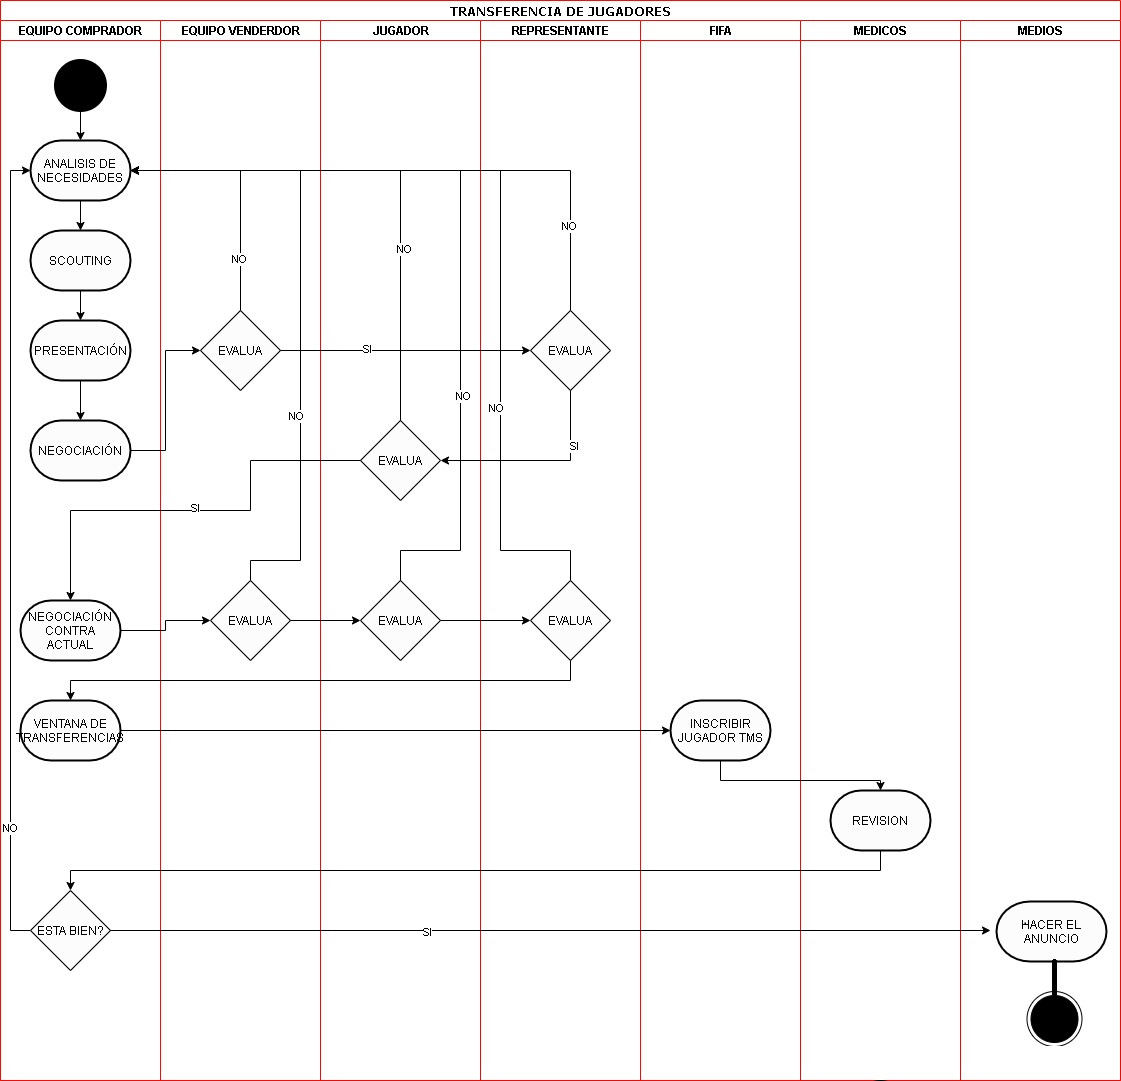 TRANSFERENCIA DE JUGADORES
EQUIPO COMPRADOR
EQUIPO VENDERDOR
JUGADOR
REPRESENTANTE
FIFA
MEDICOS
MEDIOS
ANALISIS DE
NECESIDADES
NO
NO
SCOUTING
NO
PRESENTACIÓN
EVALUA
SI
EVALUA
NO
NO
NO
NEGOCIACIÓN
EVALUA
SI
SI
NEGOCIACIÓN
CONTRA
ACTUAL
EVALUA
EVALUA
EVALUA
VENTANA DE
TRANSFERENCIAS
INSCRIBIR
JUGADOR TMS
NO
REVISION
ESTA BIEN?
SI
HACER EL
ANUNCIO